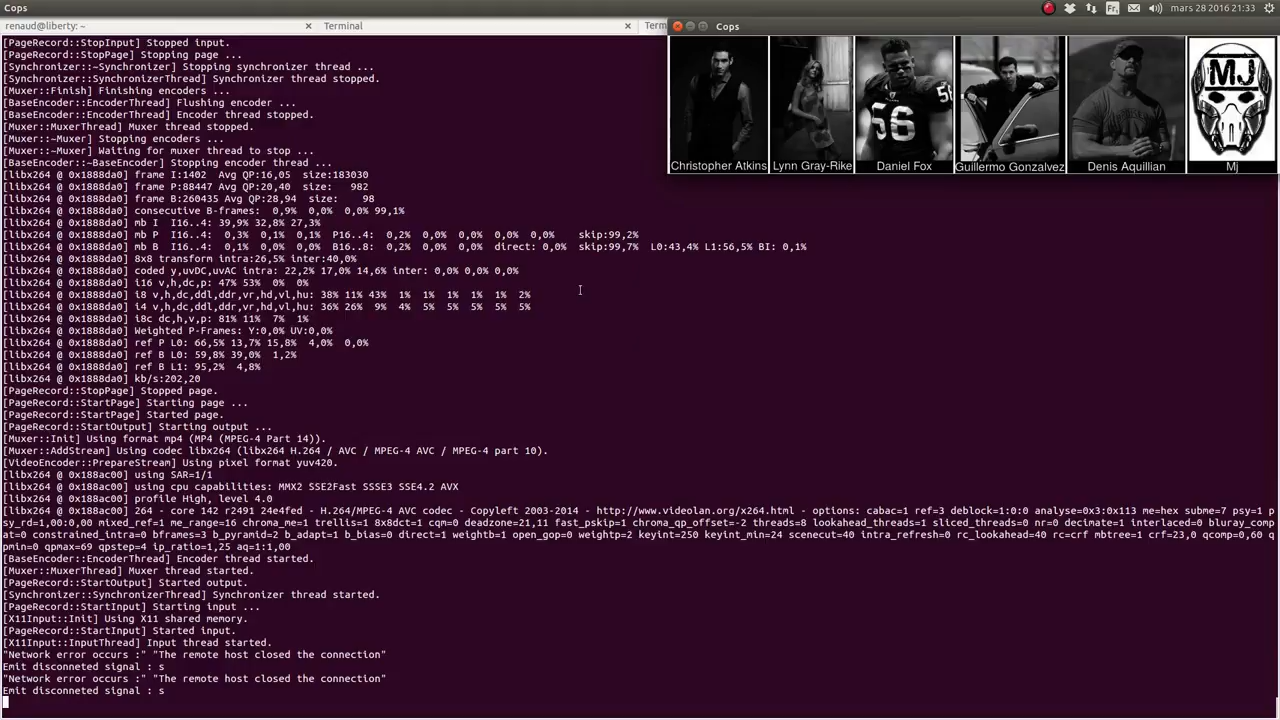 Cops
Fr
mars 28 2016 21:33
renaud@liberty: ~
Terminal
Term
Cops
[PageRecord::StopInput] Stopped input.
[PageRecord::StopPage] Stopping page ...
[Synchronizer::~Synchronizer] Stopping synchronizer thread ...
[Synchronizer::SynchronizerThread] Synchronizer thread stopped.
[Muxer::Finish] Finishing encoders ...
[BaseEncoder::EncoderThread] Flushing encoder ...
[BaseEncoder::EncoderThread] Encoder thread stopped.
[Muxer::MuxerThread] Muxer thread stopped.
[Muxer::~Muxer] Stopping encoders ...
[Muxer::~Muxer] Waiting for muxer thread to stop ...
[BaseEncoder::~BaseEncoder] Stopping encoder thread ...
56
5
MJ
Christopher Atkins
Lynn Gray-Rike
Daniel Fox
Guillermo Gonzalvez
Denis Aquillian
Mj
[libx264 @ 0x1888da0] frame I:1402  Avg QP:16,05  size:183030
[libx264 @ 0x1888da0] frame P:88447 Avg QP:20,40  size:   982
[libx264 @ 0x1888da0] frame B:260435 Avg QP:28,94  size:    98
[libx264 @ 0x1888da0] consecutive B-frames:  0,9%  0,0%  0,0% 99,1%
[libx264 @ 0x1888da0] mb I  I16..4: 39,9% 32,8% 27,3%
[libx264 @ 0x1888da0] mb P  I16..4:  0,3%  0,1%  0,1%  P16..4:  0,2%  0,0%  0,0%  0,0%  0,0%    skip:99,2%
[libx264 @ 0x1888da0] mb B  I16..4:  0,1%  0,0%  0,0%  B16..8:  0,2%  0,0%  0,0%  direct: 0,0%  skip:99,7%  L0:43,4% L1:56,5% BI: 0,1%
[libx264 @ 0x1888da0] 8x8 transform intra:26,5% inter:40,0%
[libx264 @ 0x1888da0] coded y,uvDC,uvAC intra: 22,2% 17,0% 14,6% inter: 0,0% 0,0% 0,0%
[libx264 @ 0x1888da0] i16 v,h,dc,p: 47% 53%  0%  0%
[libx264 @ 0x1888da0] i8 v,h,dc,ddl,ddr,vr,hd,vl,hu: 38% 11% 43%  1%  1%  1%  1%  1%  2%
[libx264 @ 0x1888da0] i4 v,h,dc,ddl,ddr,vr,hd,vl,hu: 36% 26%  9%  4%  5%  5%  5%  5%  5%
[libx264 @ 0x1888da0] i8c dc,h,v,p: 81% 11%  7%  1%
[libx264 @ 0x1888da0] Weighted P-Frames: Y:0,0% UV:0,0%
[libx264 @ 0x1888da0] ref P L0: 66,5% 13,7% 15,8%  4,0%  0,0%
[libx264 @ 0x1888da0] ref B L0: 59,8% 39,0%  1,2%
[libx264 @ 0x1888da0] ref B L1: 95,2%  4,8%
[libx264 @ 0x1888da0] kb/s:202,20
[PageRecord::StopPage] Stopped page.
[PageRecord::StartPage] Starting page ...
[PageRecord::StartPage] Started page.
[PageRecord::StartOutput] Starting output ...
[Muxer::Init] Using format mp4 (MP4 (MPEG-4 Part 14)).
[Muxer::AddStream] Using codec libx264 (libx264 H.264 / AVC / MPEG-4 AVC / MPEG-4 part 10).
[VideoEncoder::PrepareStream] Using pixel format yuv420.
[libx264 @ 0x188ac00] using SAR=1/1
[libx264 @ 0x188ac00] using cpu capabilities: MMX2 SSE2Fast SSSE3 SSE4.2 AVX
[libx264 @ 0x188ac00] profile High, level 4.0
[libx264 @ 0x188ac00] 264 - core 142 r2491 24e4fed - H.264/MPEG-4 AVC codec - Copyleft 2003-2014 - http://www.videolan.org/x264.html - options: cabac=1 ref=3 deblock=1:0:0 analyse=0x3:0x113 me=hex subme=7 psy=1 p
sy_rd=1,00:0,00 mixed_ref=1 me_range=16 chroma_me=1 trellis=1 8x8dct=1 cqm=0 deadzone=21,11 fast_pskip=1 chroma_qp_offset=-2 threads=8 lookahead_threads=1 sliced_threads=0 nr=0 decimate=1 interlaced=0 bluray_comp
at=0 constrained_intra=0 bframes=3 b_pyramid=2 b_adapt=1 b_bias=0 direct=1 weightb=1 open_gop=0 weightp=2 keyint=250 keyint_min=24 scenecut=40 intra_refresh=0 rc_lookahead=40 rc=crf mbtree=1 crf=23,0 qcomp=0,60 q
pmin=0 qpmax=69 qpstep=4 ip_ratio=1,25 aq=1:1,00
[BaseEncoder::EncoderThread] Encoder thread started.
[Muxer::MuxerThread] Muxer thread started.
[PageRecord::StartOutput] Started output.
[Synchronizer::SynchronizerThread] Synchronizer thread started.
[PageRecord::StartInput] Starting input ...
[X11Input::Init] Using X11 shared memory.
[PageRecord::StartInput] Started input.
[X11Input::InputThread] Input thread started.
"Network error occurs :" "The remote host closed the connection"
Emit disconneted signal : s
"Network error occurs :" "The remote host closed the connection"
Emit disconneted signal : s